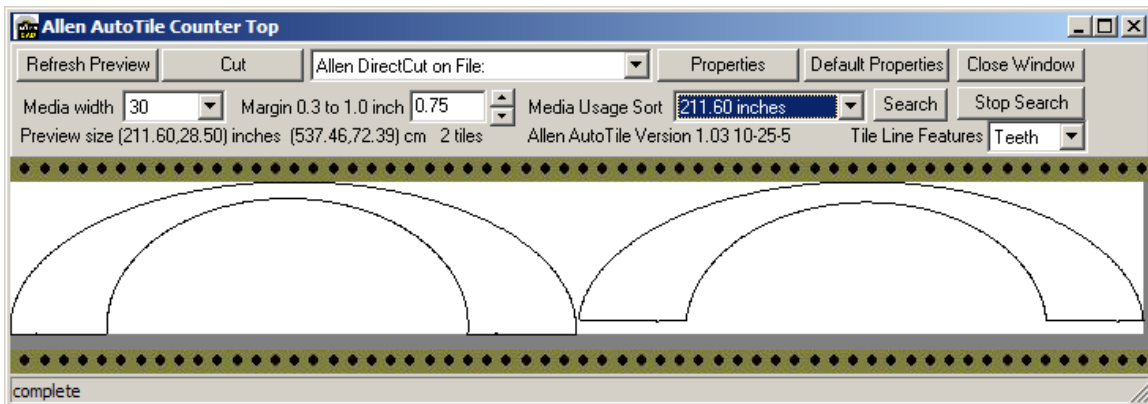 Allen AutoTile Counter Top
Refresh Preview Cut Allen DirectCut on File: Properties Default Properties Close Window
Media width 30 Margin 0.3 to 1.0 inch 0.75 Media Usage Sort 211.60 inches Search Stop Search
Preview size (211.60,28.50) inches (537.46,72.39) cm 2 tiles Allen AutoTile Version 1.03 10-25-5 Tile Line Features Teeth
complete